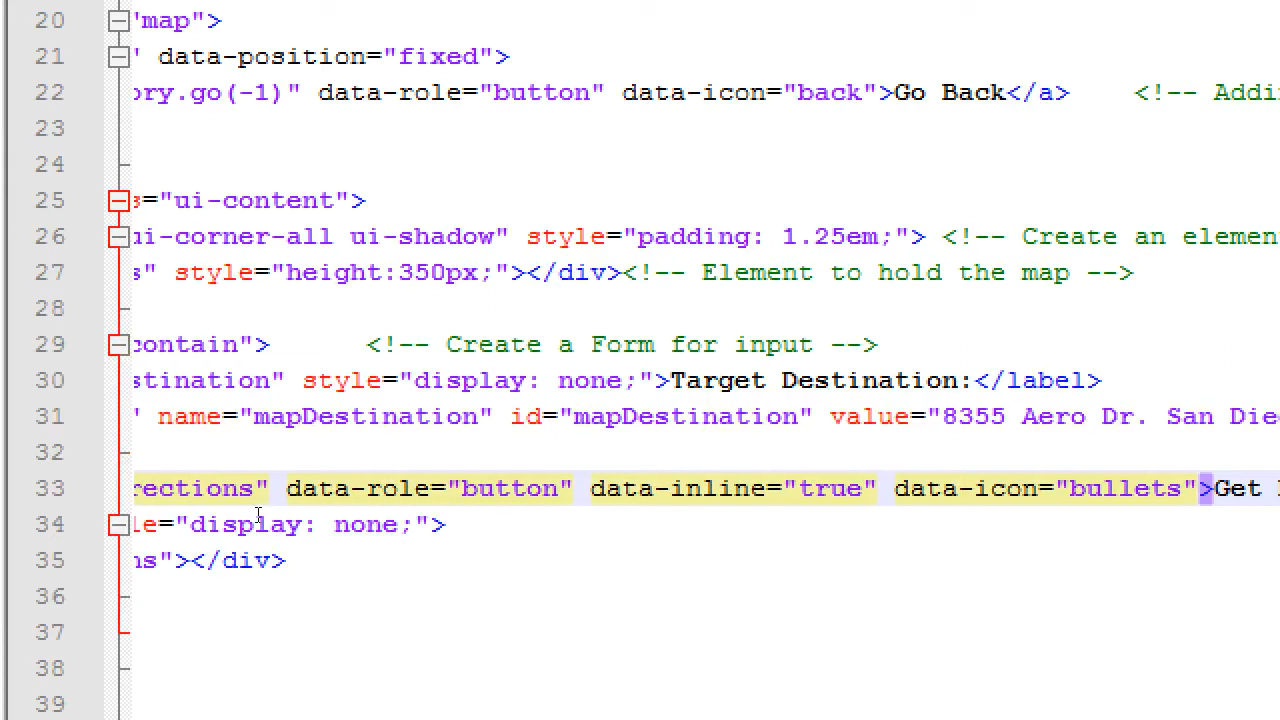 20 "map">
21 " data-position="fixed">
22 ory.go(-1)" data-role="button" data-icon="back">Go Back</a> <!-- Addi
23
24
25 ="ui-content">
26 ui-corner-all ui-shadow" style="padding: 1.25em;"> <!-- Create an elemen
27 s" style="height:350px;"></div><!-- Element to hold the map -->
28
29 contain"> <!-- Create a Form for input -->
30 stination" style="display: none;">Target Destination:</label>
31 " name="mapDestination" id="mapDestination" value="8355 Aero Dr. San Die
32
33 rections" data-role="button" data-inline="true" data-icon="bullets">Get
34 le="display: none;">
35 ns"></div>
36
37
38
39